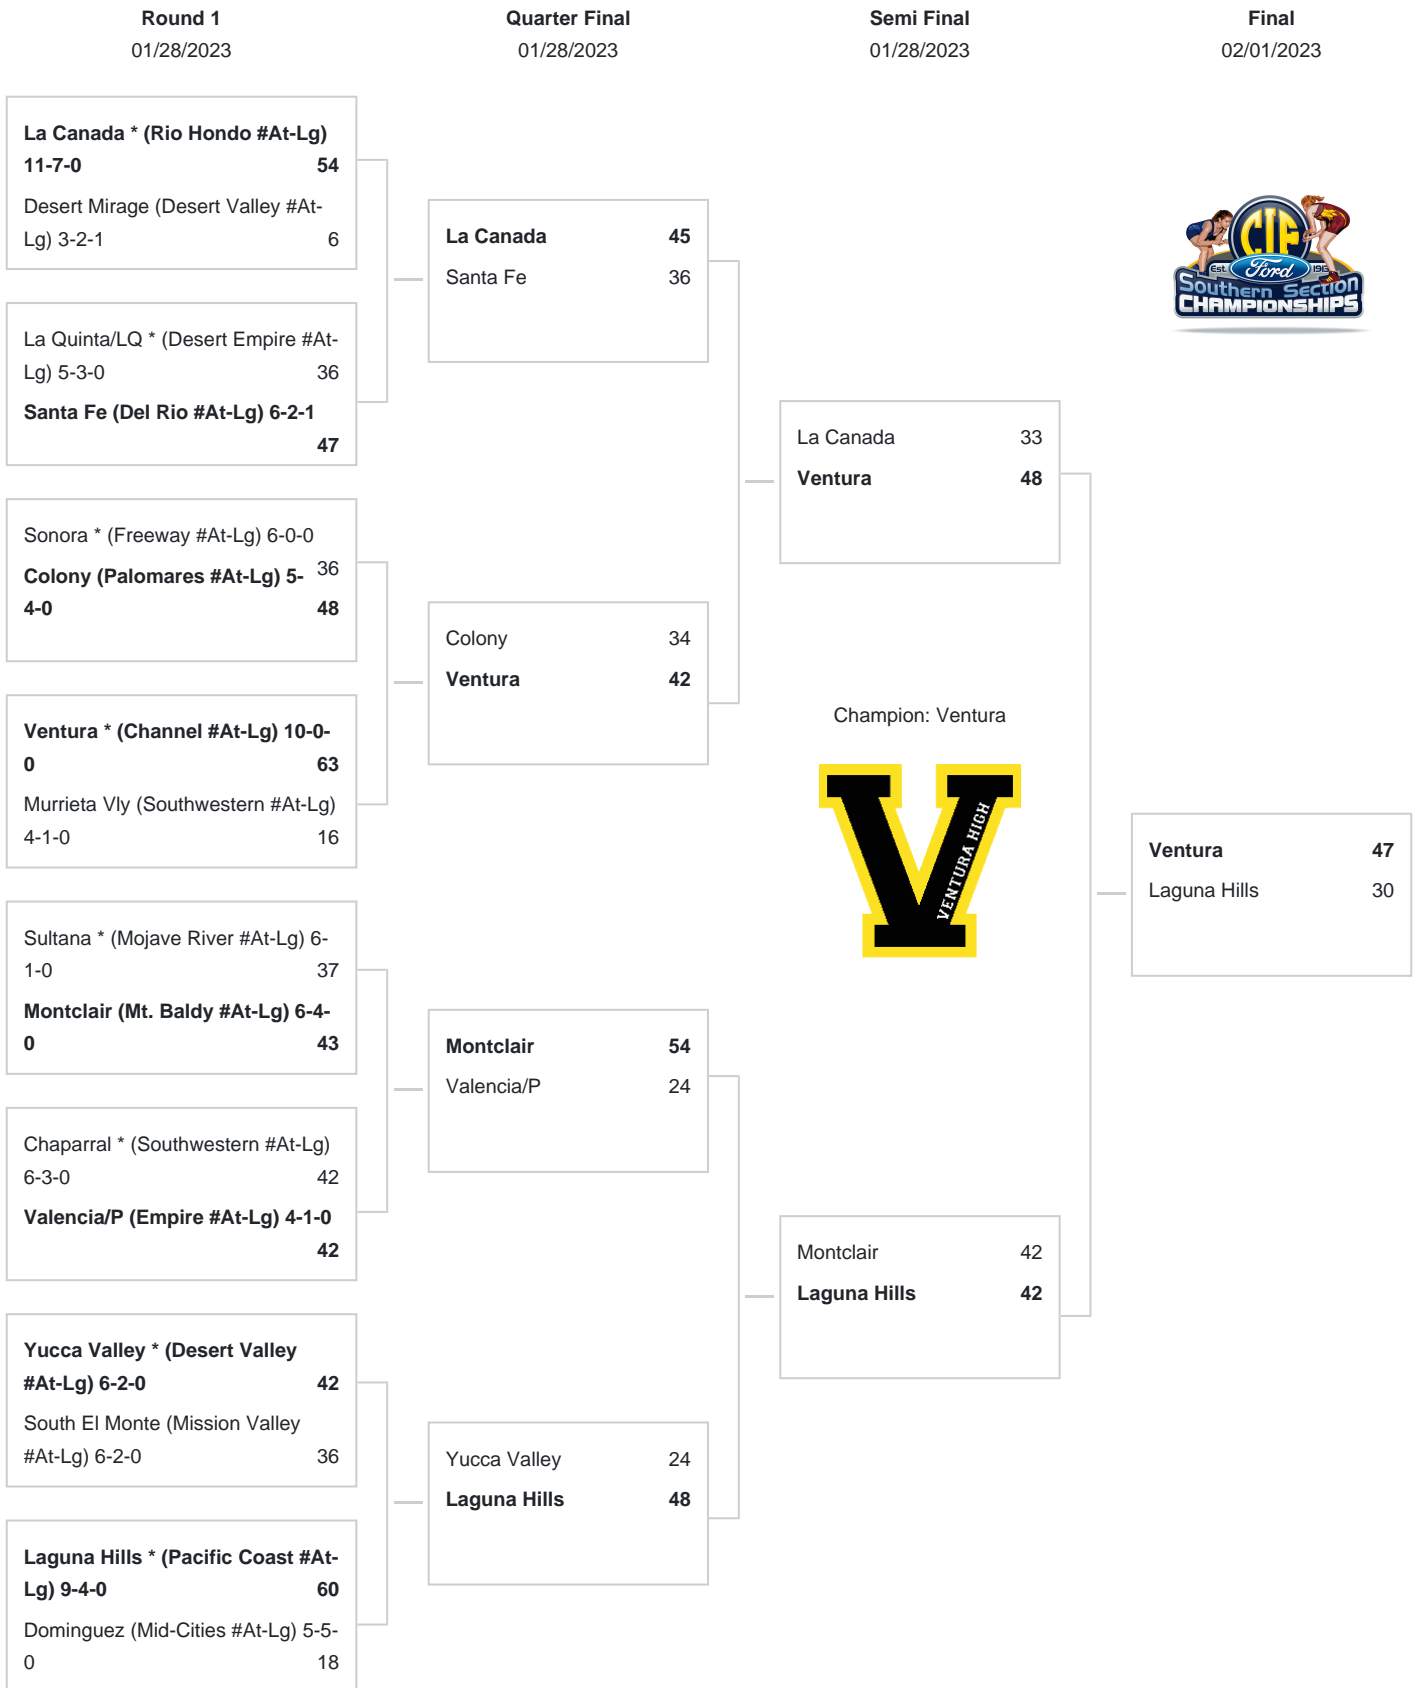 Round 1
01/28/2023
Quarter Final
01/28/2023
Semi Final
01/28/2023
Final
02/01/2023
La Canada * (Rio Hondo #At-Lg)
11-7-0 54
Desert Mirage (Desert Valley #At-
Lg) 3-2-1 6
La Quinta/LQ * (Desert Empire #At-
Lg) 5-3-0 36
Santa Fe (Del Rio #At-Lg) 6-2-1
47
Sonora * (Freeway #At-Lg) 6-0-0
36
Colony (Palomares #At-Lg) 5-
4-0 48
Ventura * (Channel #At-Lg) 10-0-
0 63
Murrieta Vly (Southwestern #At-Lg)
4-1-0 16
Sultana * (Mojave River #At-Lg) 6-
1-0 37
Montclair (Mt. Baldy #At-Lg) 6-4-
0 43
Chaparral * (Southwestern #At-Lg)
6-3-0 42
Valencia/P (Empire #At-Lg) 4-1-0
42
Yucca Valley * (Desert Valley
#At-Lg) 6-2-0 42
South El Monte (Mission Valley
#At-Lg) 6-2-0 36
Laguna Hills * (Pacific Coast #At-
Lg) 9-4-0 60
Dominguez (Mid-Cities #At-Lg) 5-5-
0 18
La Canada 45
Santa Fe 36
Colony 34
Ventura 42
Montclair 54
Valencia/P 24
Yucca Valley 24
Laguna Hills 48
La Canada 33
Ventura 48
Champion: Ventura
V
VENTURA HIGH
Montclair 42
Laguna Hills 42
CIF
Est. Ford 1913
Southern Section
CHAMPIONSHIPS
Ventura 47
Laguna Hills 30